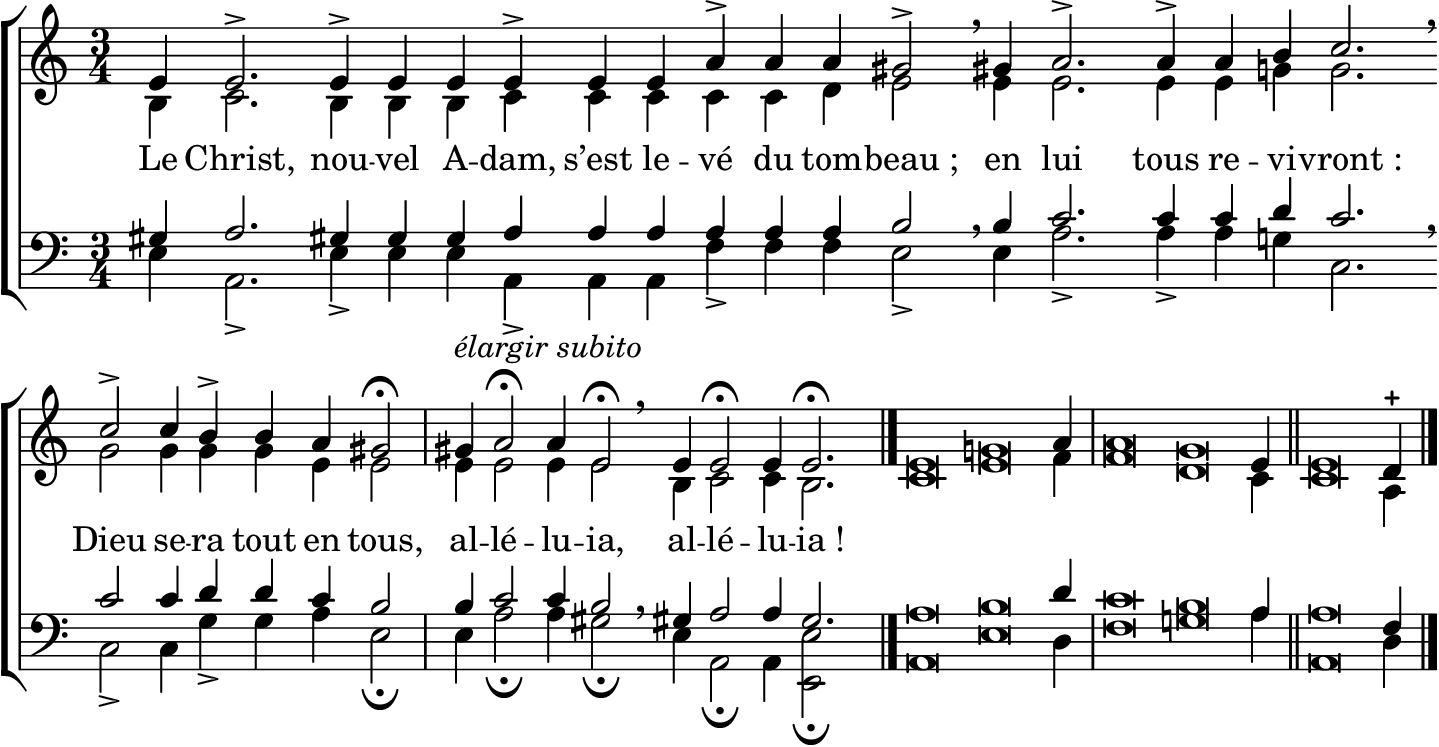 Le Christ, nou -- vel A -- dam, s’est le -- vé du tombeau ; en lui tous re -- vivront :
élargir subito
Dieu se -- ra tout en tous, al -- lé -- lu -- ia, al -- lé -- lu -- ia !